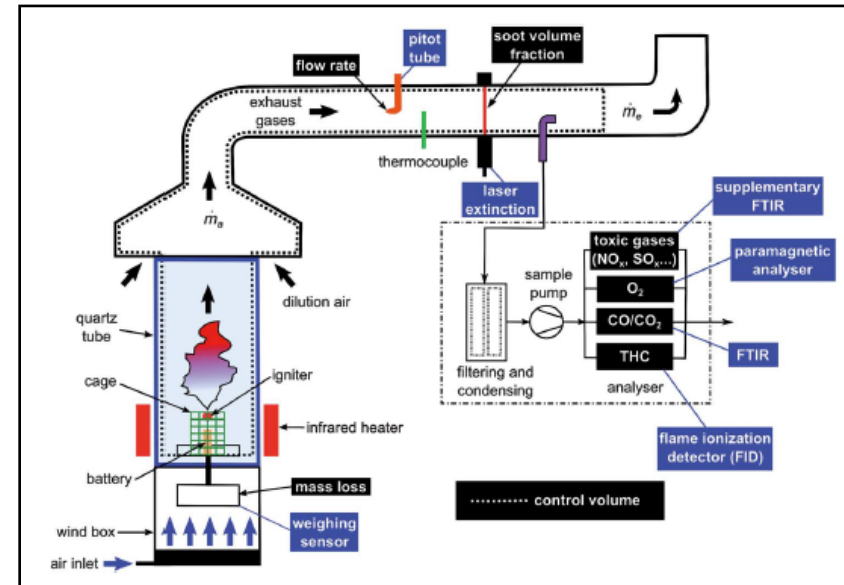 pitot
tube
soot volume
fraction
flow rate
exhaust
gases
ṁₑ
thermocouple
laser
extinction
supplementary
FTIR
ṁₐ
toxic gases
(NOₓ, SOₓ...)
paramagnetic
analyser
sample
pump
O₂
dilution air
quartz
tube
CO/CO₂
FTIR
cage
igniter
filtering and
condensing
THC
analyser
infrared heater
flame ionization
detector (FID)
battery
mass loss
control volume
wind box
weighing
sensor
air inlet